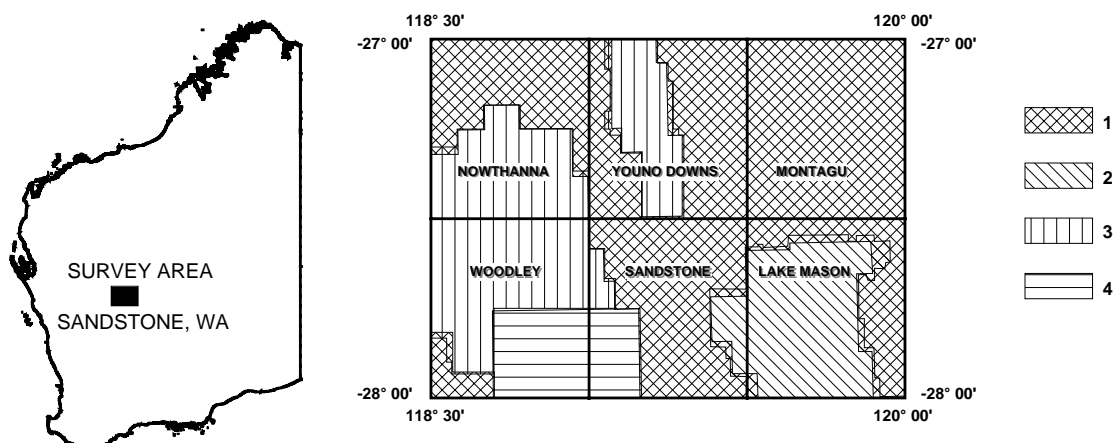 118 30'
120 00'
-27 00'
-27 00'
1
2
3
4
NOWTHANNA
YOUNO DOWNS
MONTAGU
WOODLEY
SANDSTONE
LAKE MASON
SURVEY AREA
SANDSTONE, WA
-28 00'
-28 00'
118 30'
120 00'